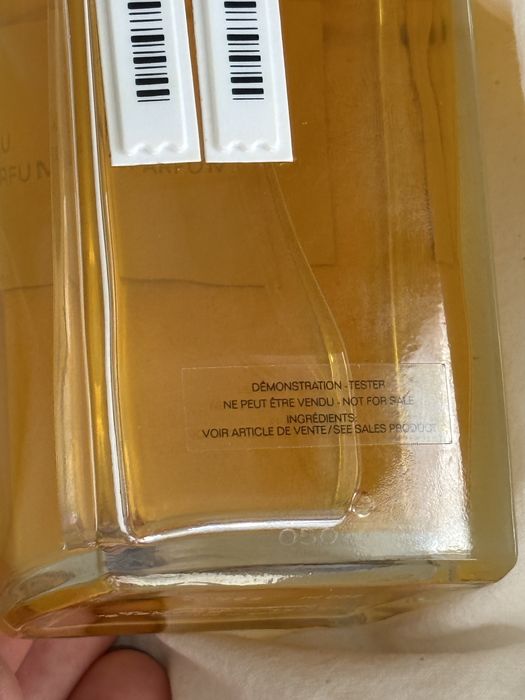 DÉMONSTRATION - TESTER
NE PEUT ÊTRE VENDU - NOT FOR SALE
INGRÉDIENTS:
VOIR ARTICLE DE VENTE / SEE SALES PRODUCT